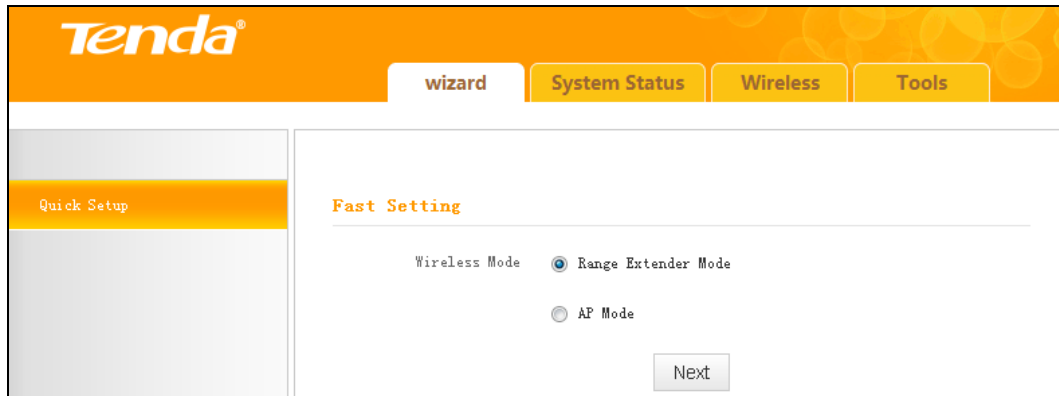 Tenda®
wizard System Status Wireless Tools
Quick Setup
Fast Setting
Wireless Mode Range Extender Mode
AP Mode
Next